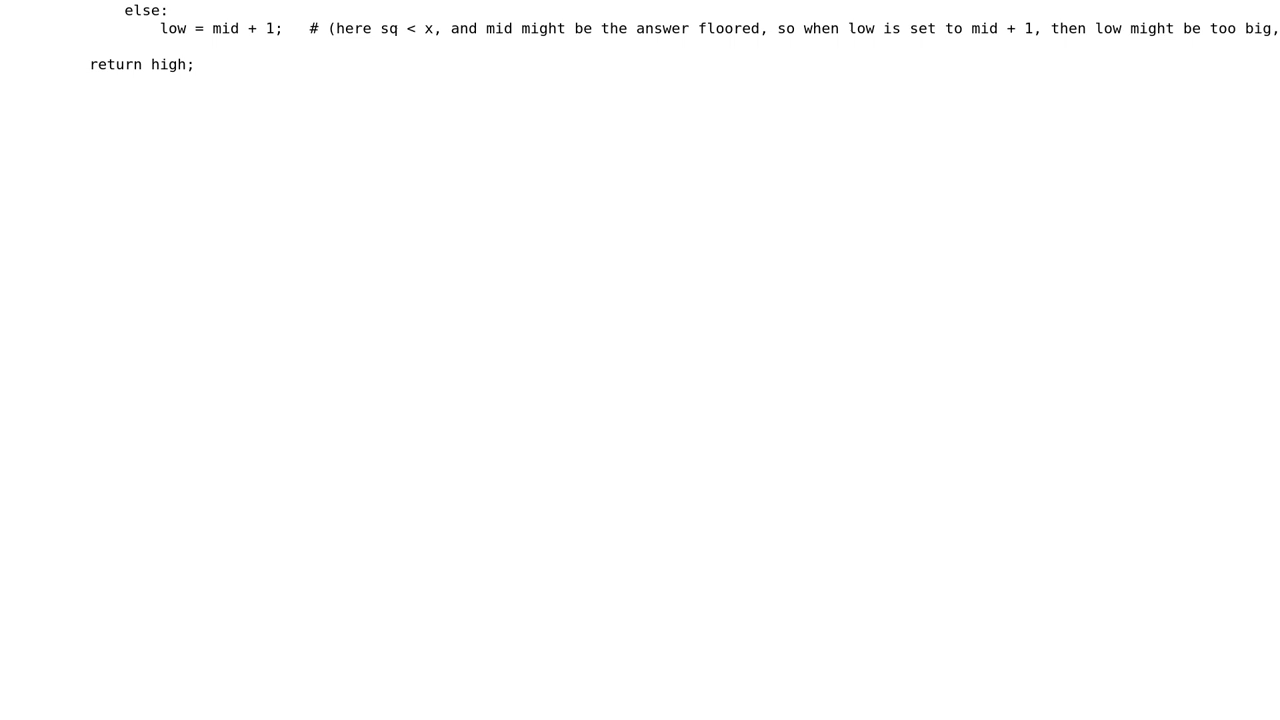 else:
low = mid + 1;   # (here sq < x, and mid might be the answer floored, so when low is set to mid + 1, then low might be too big,
return high;